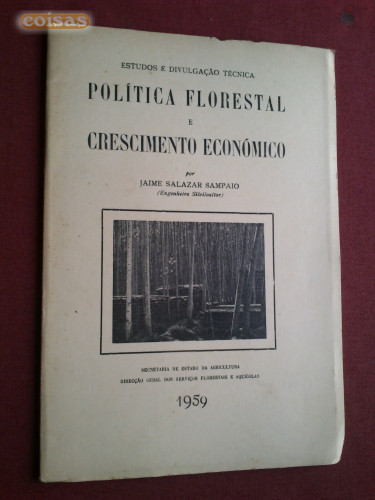 coisas
ESTUDOS E DIVULGAÇÃO TÉCNICA
POLÍTICA FLORESTAL
E
CRESCIMENTO ECONÓMICO
por
JAIME SALAZAR SAMPAIO
(Engenheiro Silvicultor)
SECRETARIA DE ESTADO DA AGRICULTURA
DIRECÇÃO GERAL DOS SERVIÇOS FLORESTAIS E AQUÍCOLAS
1959